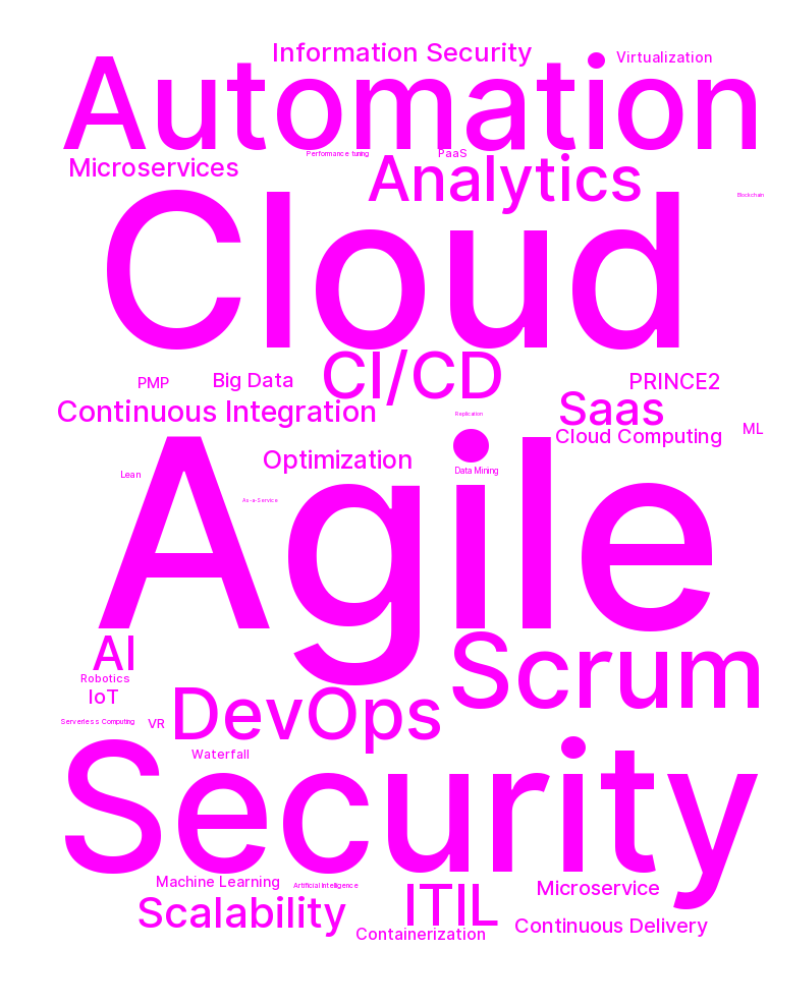 Information Security
Virtualization
Automation
Performance tuning
PaaS
Microservices
Analytics
Blockchain
Cloud
CI/CD
PMP
Big Data
PRINCE2
Continuous Integration
Saas
Replication
ML
Cloud Computing
Optimization
Lean
Data Mining
As-a-Service
Agile
AI
Scrum
Robotics
IoT
DevOps
Serverless Computing
VR
Waterfall
Security
Machine Learning
Artificial Intelligence
ITIL
Microservice
Scalability
Containerization
Continuous Delivery